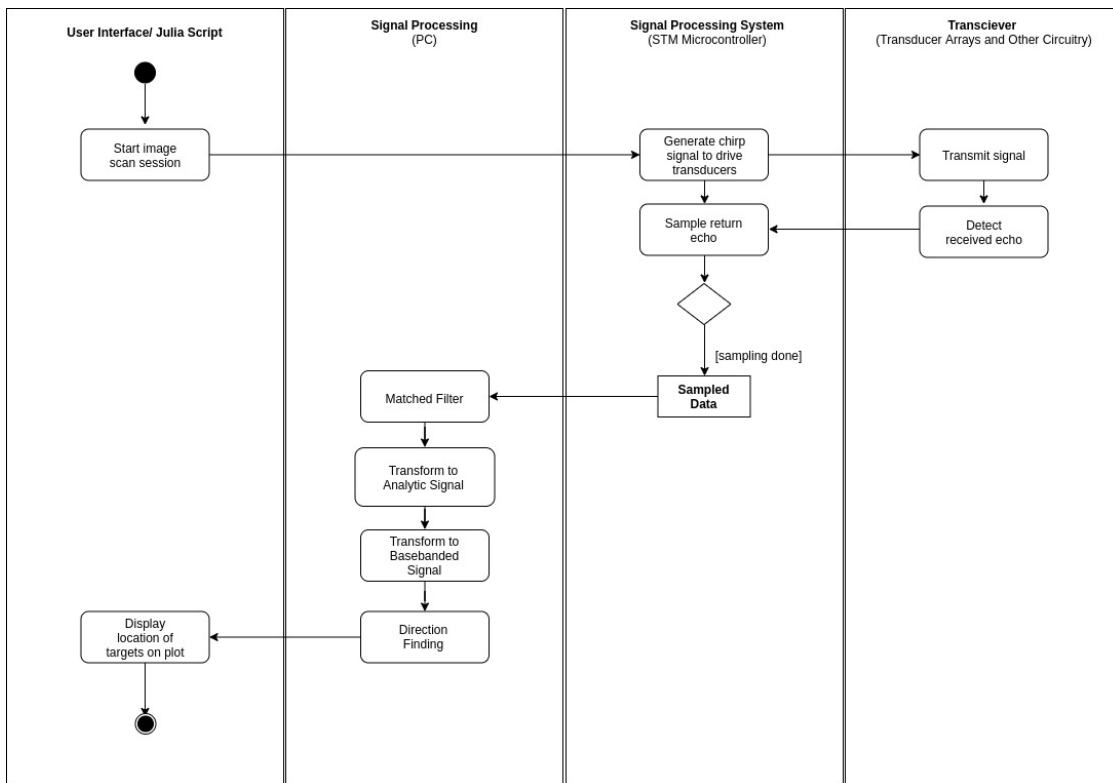 User Interface/ Julia Script
Signal Processing
(PC)
Signal Processing System
(STM Microcontroller)
Transciever
(Transducer Arrays and Other Circuitry)
Start image
scan session
Generate chirp
signal to drive
transducers
Transmit signal
Sample return
echo
Detect
received echo
[sampling done]
Sampled
Data
Matched Filter
Transform to
Analytic Signal
Transform to
Basebanded
Signal
Direction
Finding
Display
location of
targets on plot